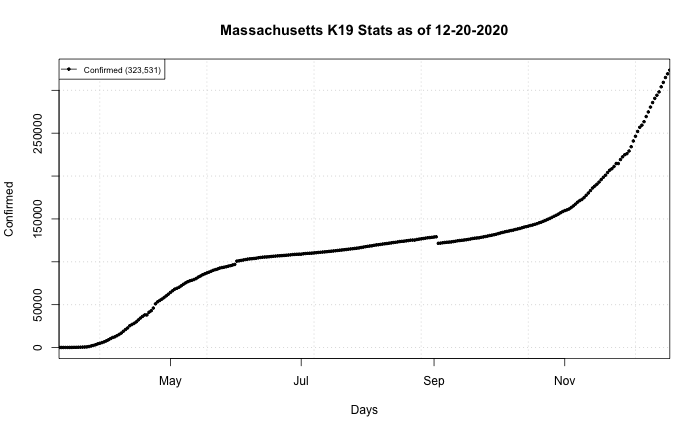 Massachusetts K19 Stats as of 12-20-2020
Confirmed (323,531)
Confirmed
250000
150000
50000
0
May
Jul
Sep
Nov
Days